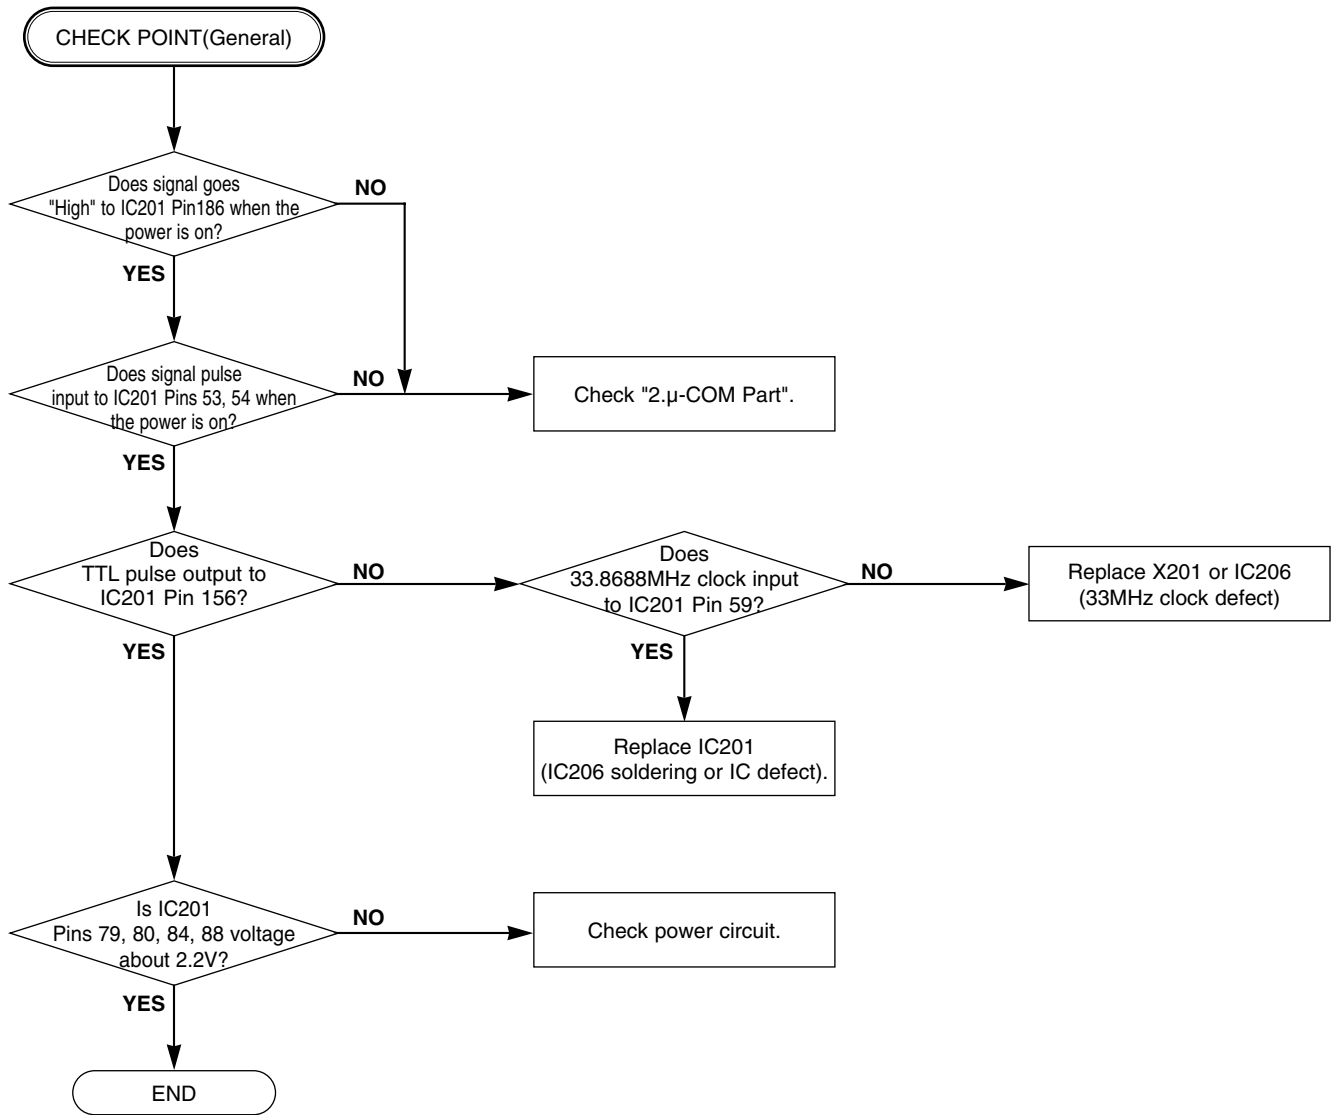 CHECK POINT(General)
Does signal goes
"High" to IC201 Pin186 when the
power is on?
NO
YES
Does signal pulse
input to IC201 Pins 53, 54 when
the power is on?
NO
Check "2.μ-COM Part".
YES
Does
TTL pulse output to
IC201 Pin 156?
NO
Does
33.8688MHz clock input
to IC201 Pin 59?
NO
Replace X201 or IC206
(33MHz clock defect)
YES
YES
Replace IC201
(IC206 soldering or IC defect).
Is IC201
Pins 79, 80, 84, 88 voltage
about 2.2V?
NO
Check power circuit.
YES
END